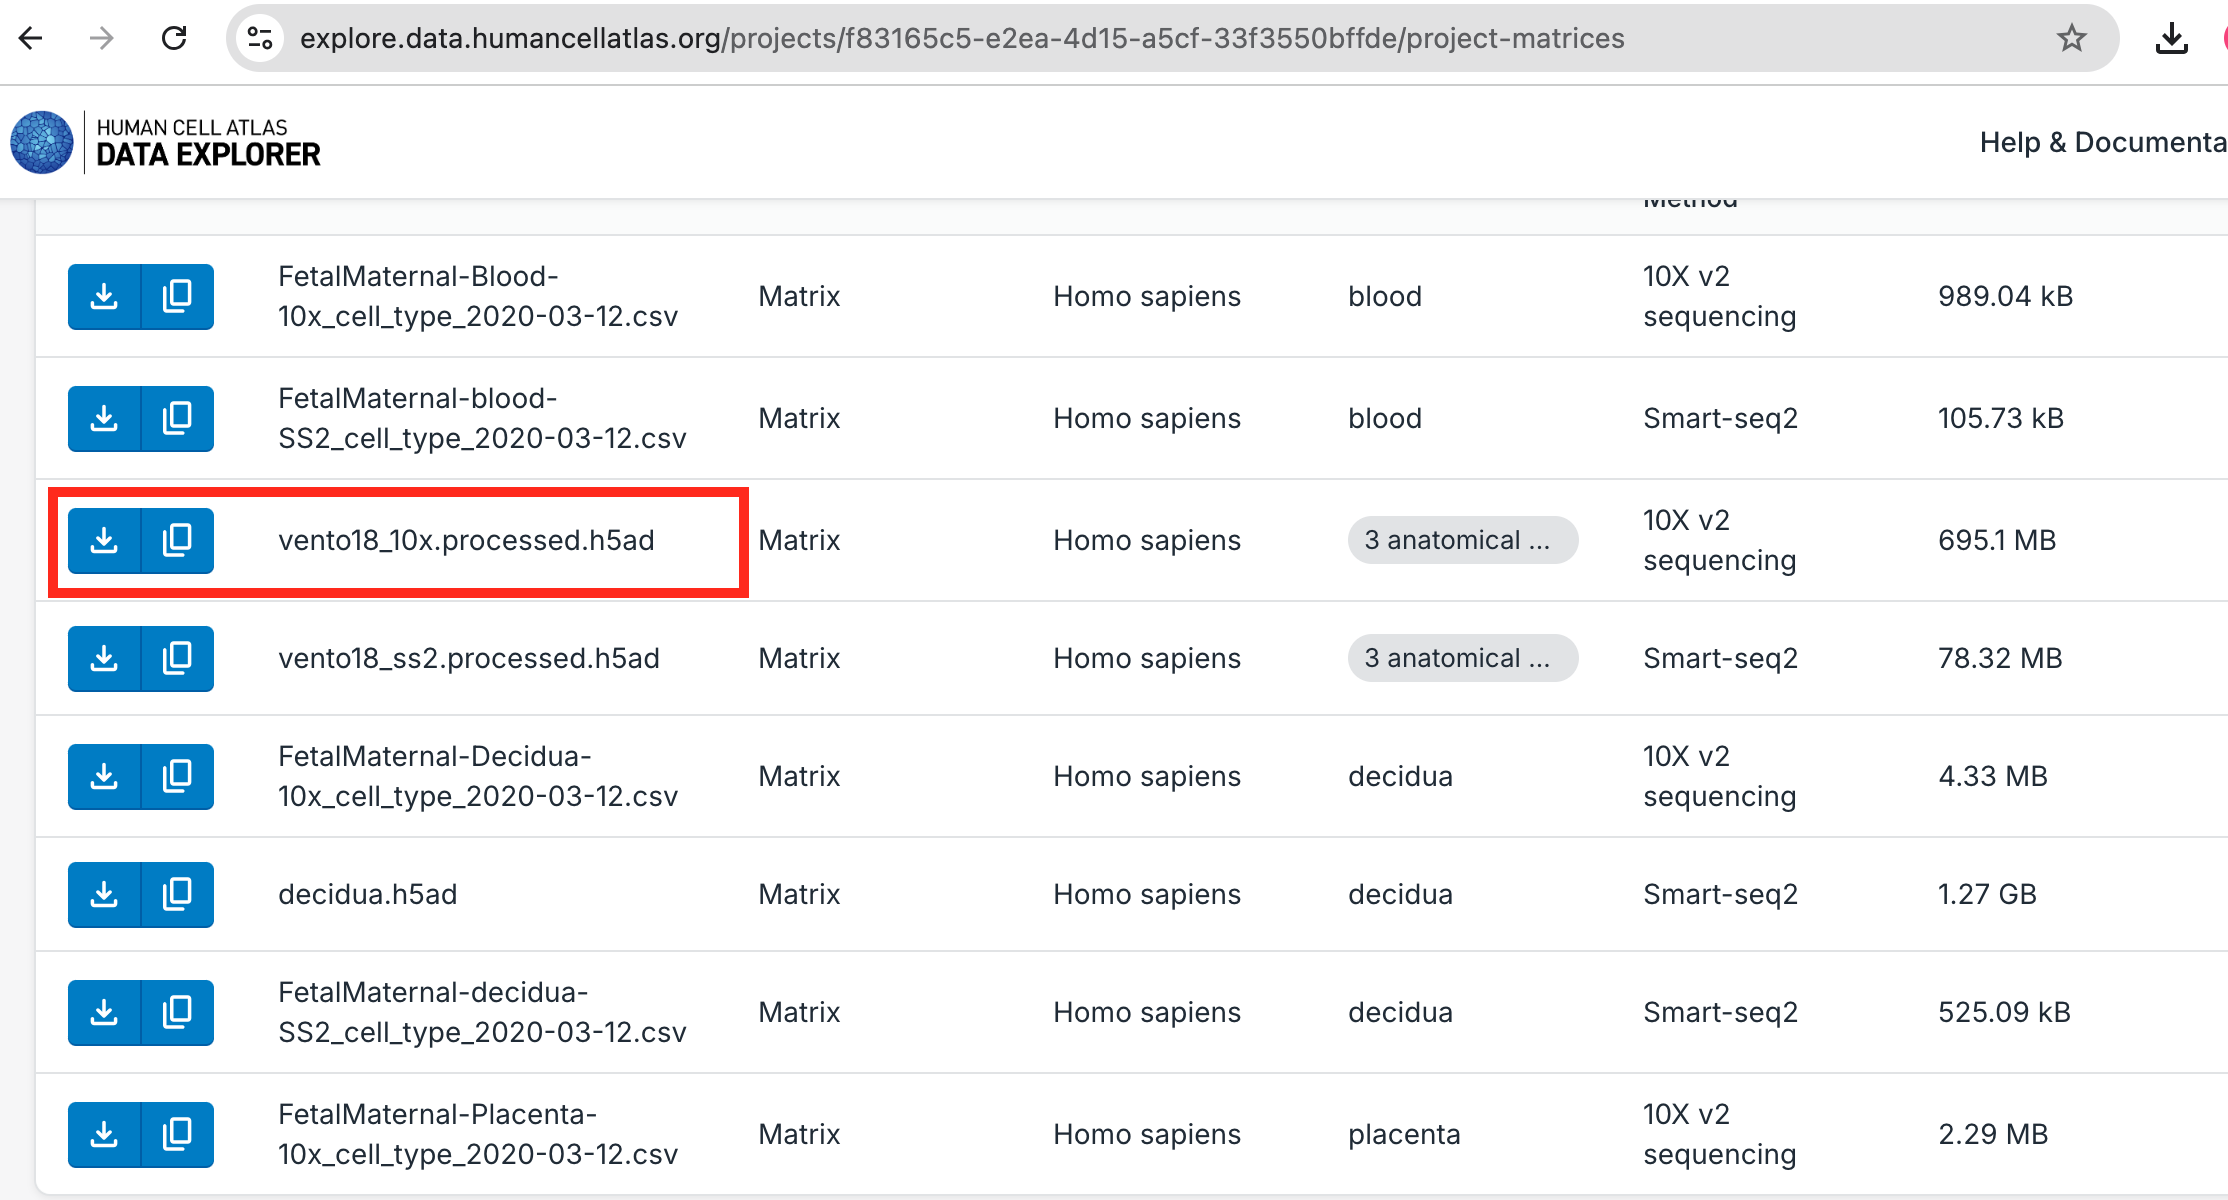 explore.data.humancellatlas.org/projects/f83165c5-e2ea-4d15-a5cf-33f3550bffde/project-matrices
HUMAN CELL ATLAS
DATA EXPLORER
Help & Documenta
Method
FetalMaternal-Blood-
10x_cell_type_2020-03-12.csv
Matrix
Homo sapiens
blood
10X v2
sequencing
989.04 kB
FetalMaternal-blood-
SS2_cell_type_2020-03-12.csv
Matrix
Homo sapiens
blood
Smart-seq2
105.73 kB
vento18_10x.processed.h5ad
Matrix
Homo sapiens
3 anatomical ...
10X v2
sequencing
695.1 MB
vento18_ss2.processed.h5ad
Matrix
Homo sapiens
3 anatomical ...
Smart-seq2
78.32 MB
FetalMaternal-Decidua-
10x_cell_type_2020-03-12.csv
Matrix
Homo sapiens
decidua
10X v2
sequencing
4.33 MB
decidua.h5ad
Matrix
Homo sapiens
decidua
Smart-seq2
1.27 GB
FetalMaternal-decidua-
SS2_cell_type_2020-03-12.csv
Matrix
Homo sapiens
decidua
Smart-seq2
525.09 kB
FetalMaternal-Placenta-
10x_cell_type_2020-03-12.csv
Matrix
Homo sapiens
placenta
10X v2
sequencing
2.29 MB